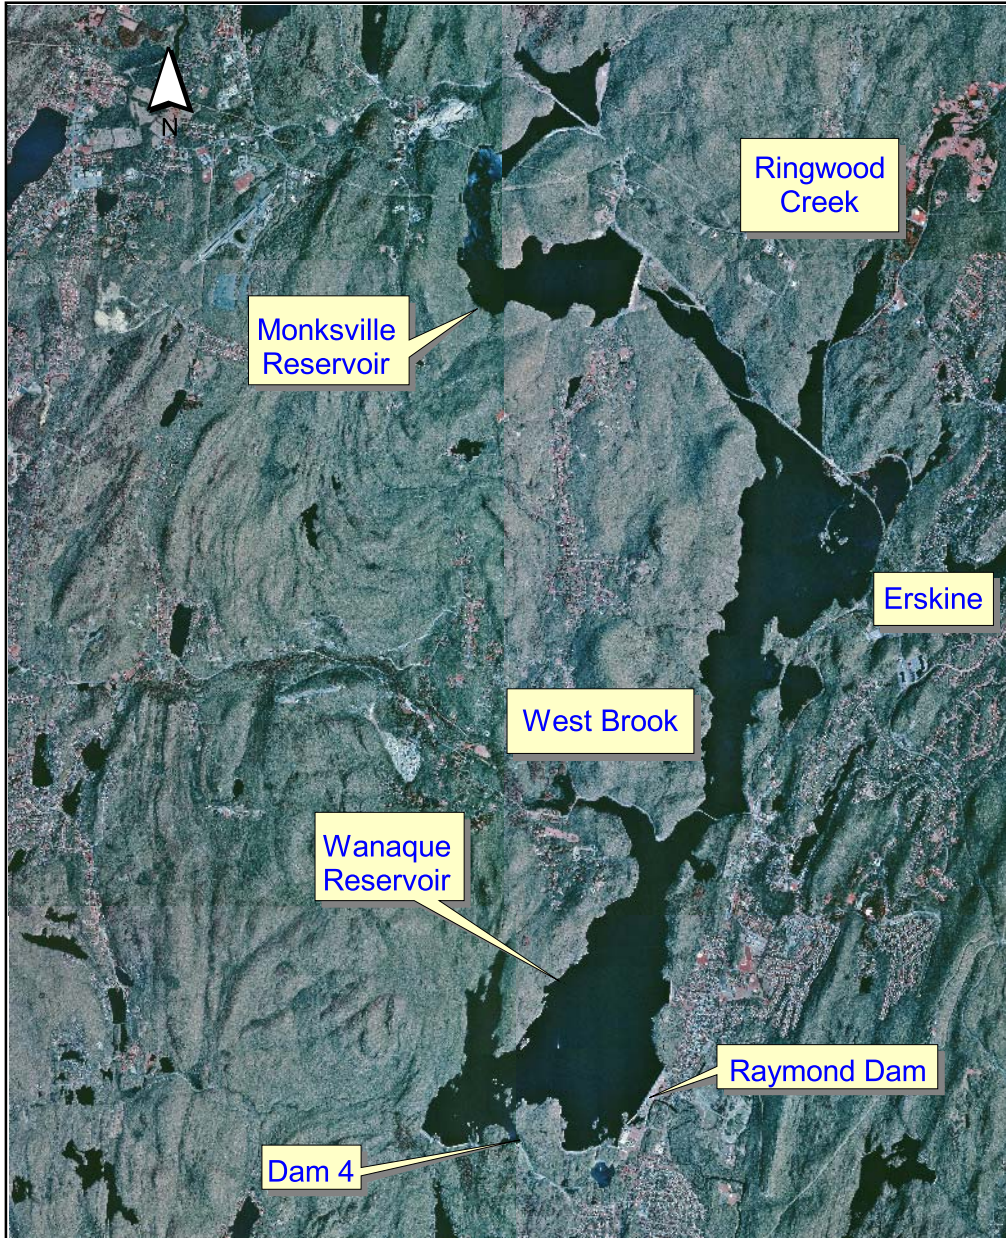 N
Ringwood
Creek
Monksville
Reservoir
Erskine
West Brook
Wanaque
Reservoir
Raymond Dam
Dam 4